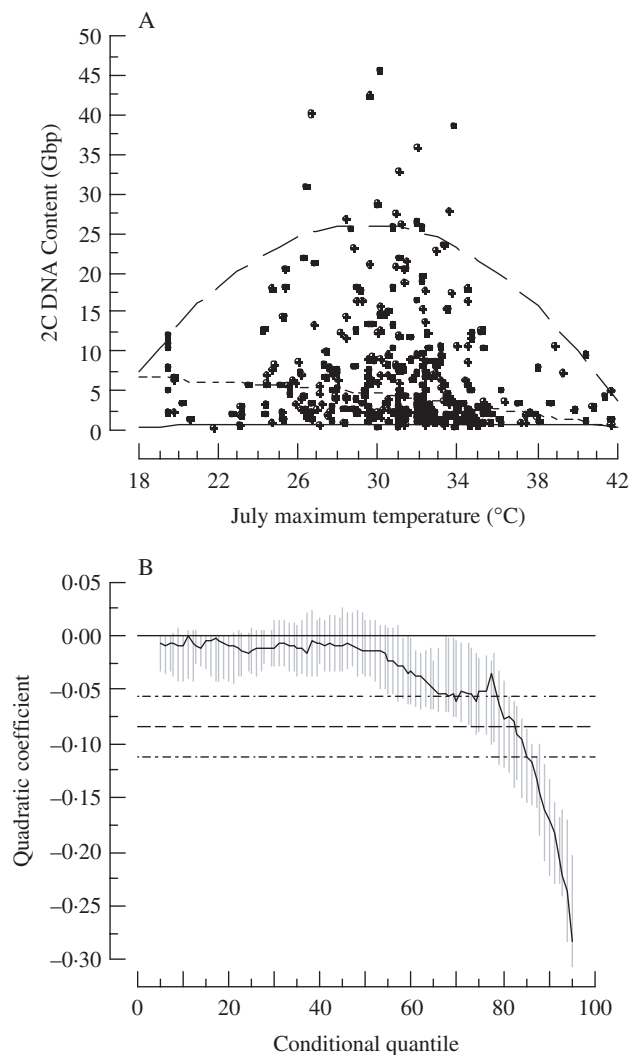 A
50
45
40
35
30
25
20
15
10
5
0
2C DNA Content (Gbp)
18 22 26 30 34 38 42
July maximum temperature (°C)
B
0·05
0·00
−0·05
−0·10
−0·15
−0·20
−0·25
−0·30
Quadratic coefficient
0 20 40 60 80 100
Conditional quantile